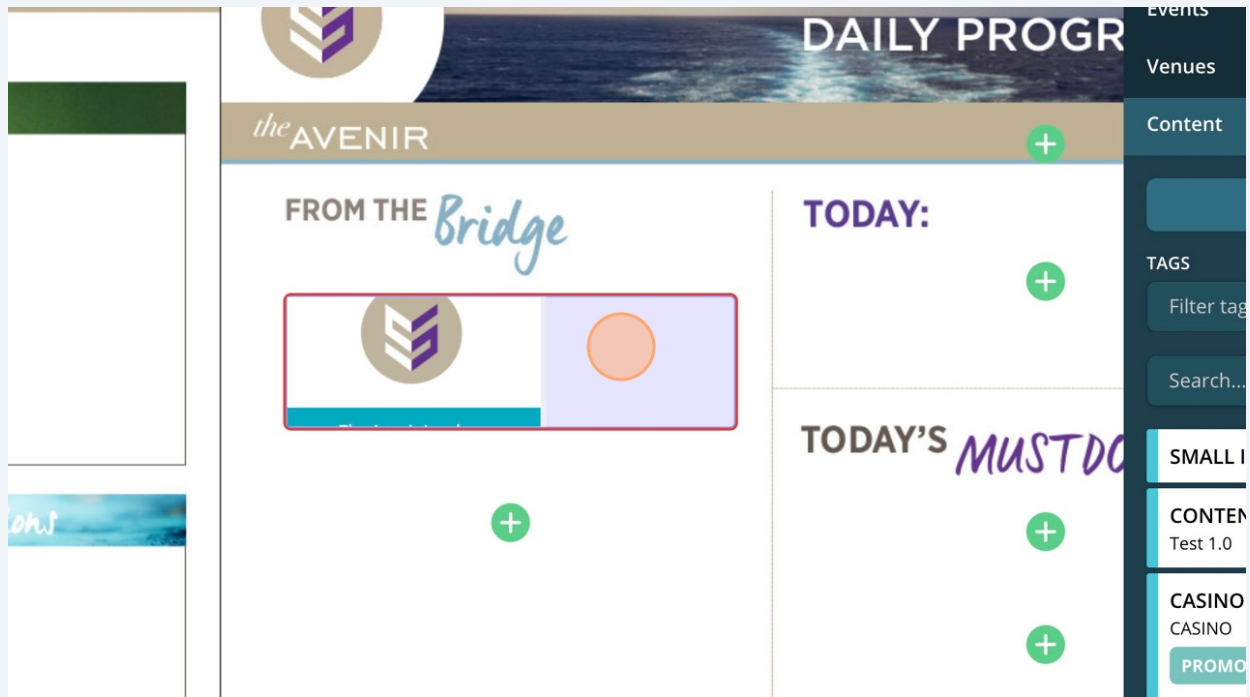 DAILY PROGR
the AVENIR
FROM THE Bridge
TODAY:
TODAY'S MUSTDO
ons
Events
Venues
Content
TAGS
Filter tag
Search...
SMALL I
CONTEN
Test 1.0
CASINO
CASINO
PROMO